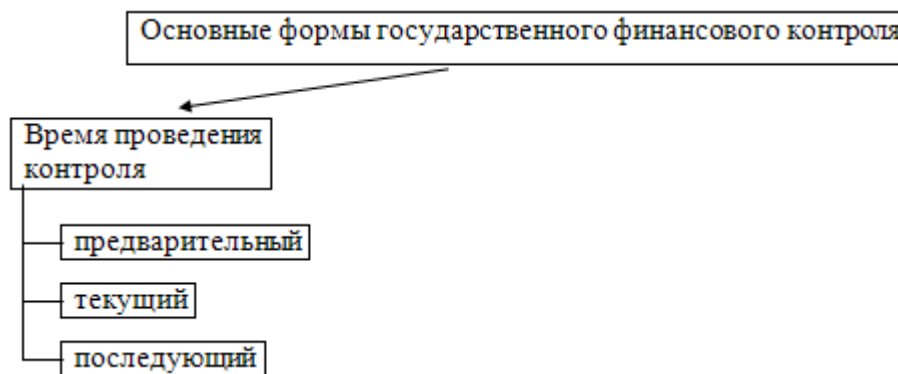 Основные формы государственного финансового контроля
Время проведения
контроля
предварительный
текущий
последующий